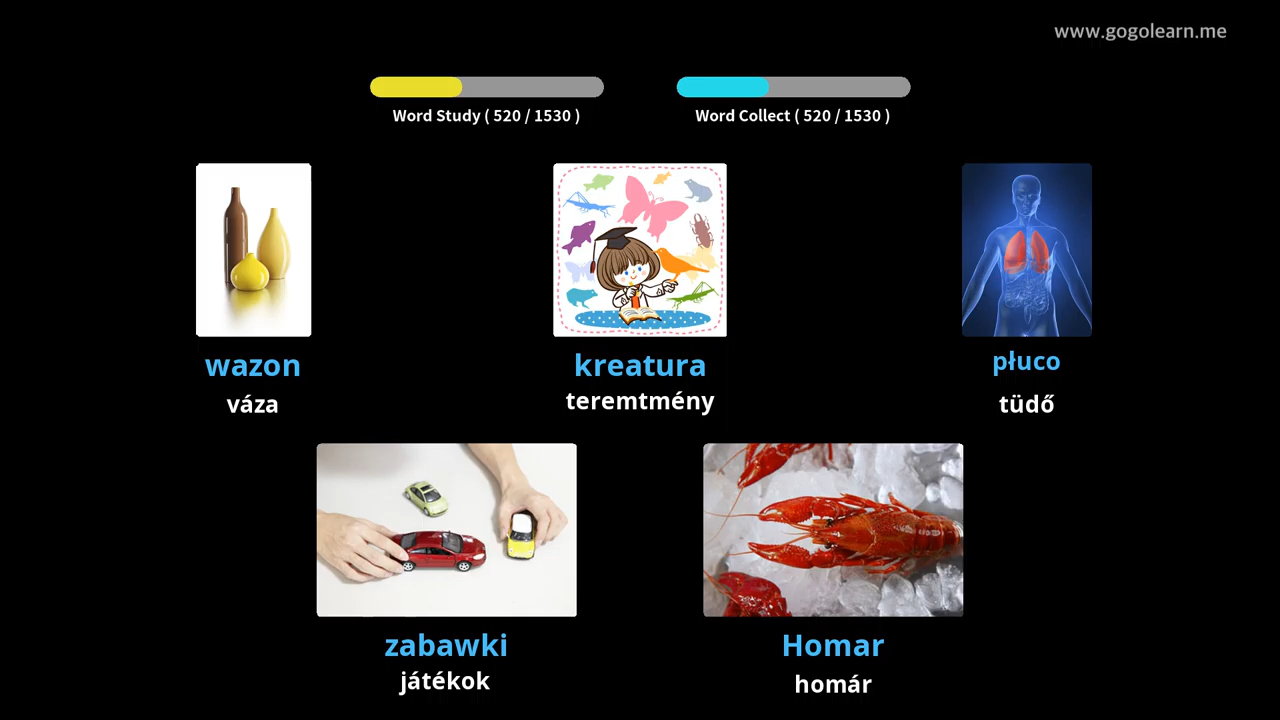 www.gogolearn.me
Word Study ( 520 / 1530 )
Word Collect ( 520 / 1530 )
wazon
váza
kreatura
teremtmény
płuco
tüdő
zabawki
játékok
Homar
homár